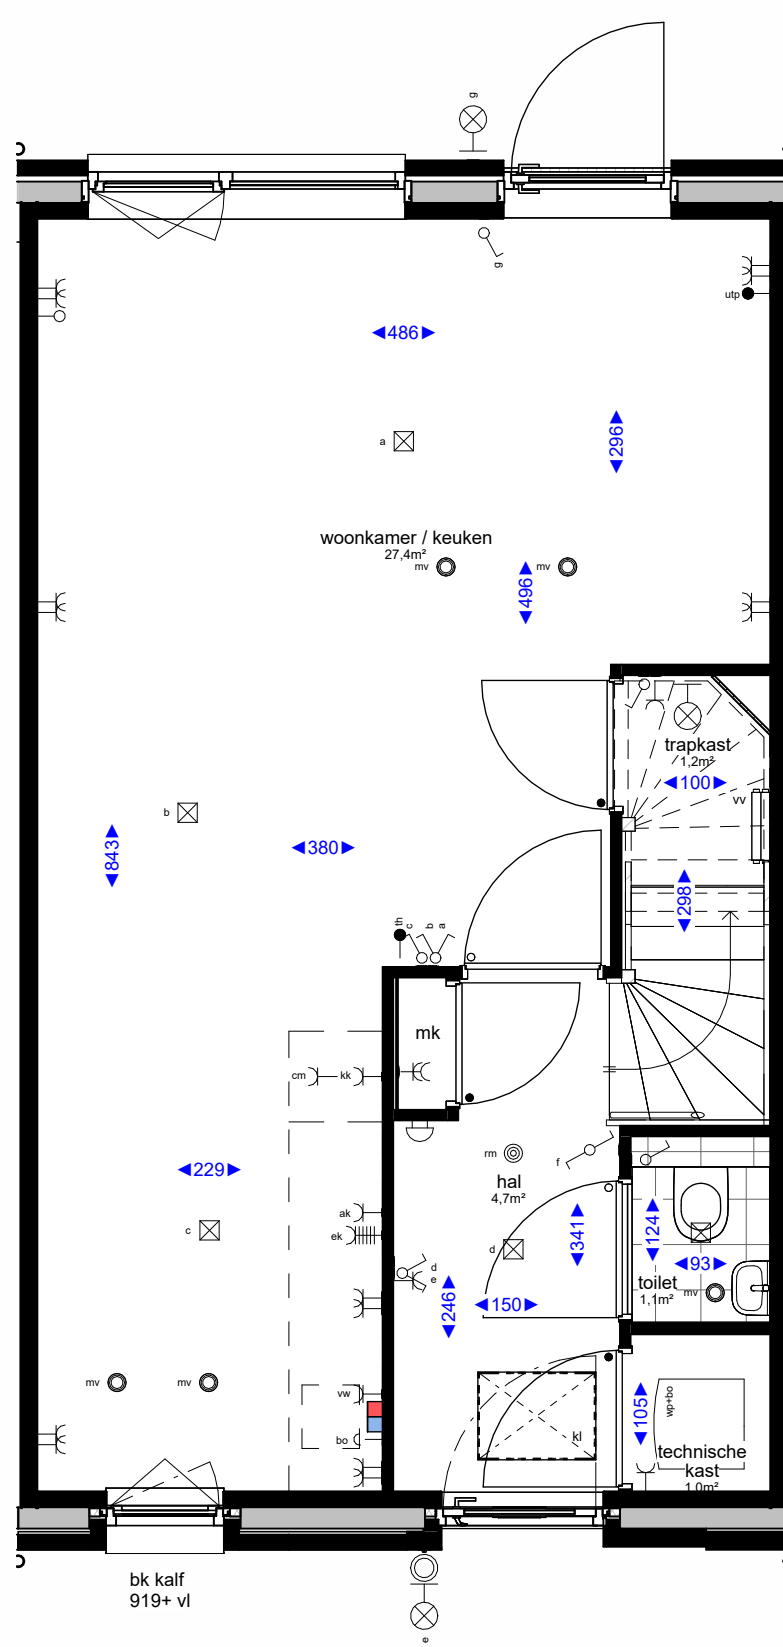 g
g
utp
486
296
a
woonkamer / keuken
27,4m²
mv
mv
496
trapkast
1,2m²
100
vv
b
843
380
298
th
c
b
a
mk
cm
kk
rm
f
hal
4,7m²
229
ak
ek
c
d
341
124
93
toilet
1,1m²
mv
d
e
246
150
mv
mv
vw
bo
kl
105
wp+bo
technische
kast
1,0m²
bk kalf
919+ vl
e